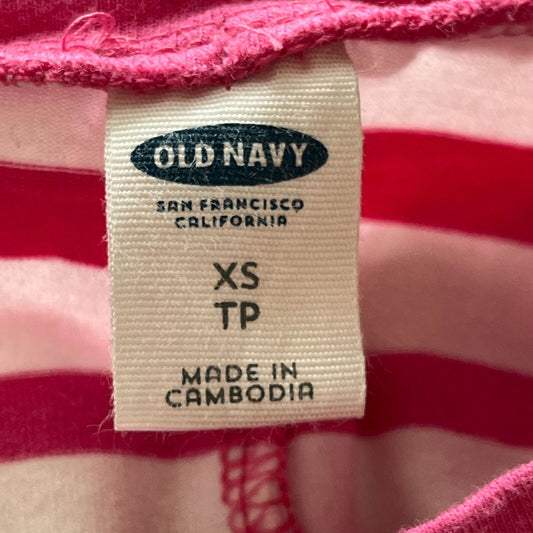 OLD NAVY
SAN FRANCISCO
CALIFORNIA
XS
TP
MADE IN
CAMBODIA